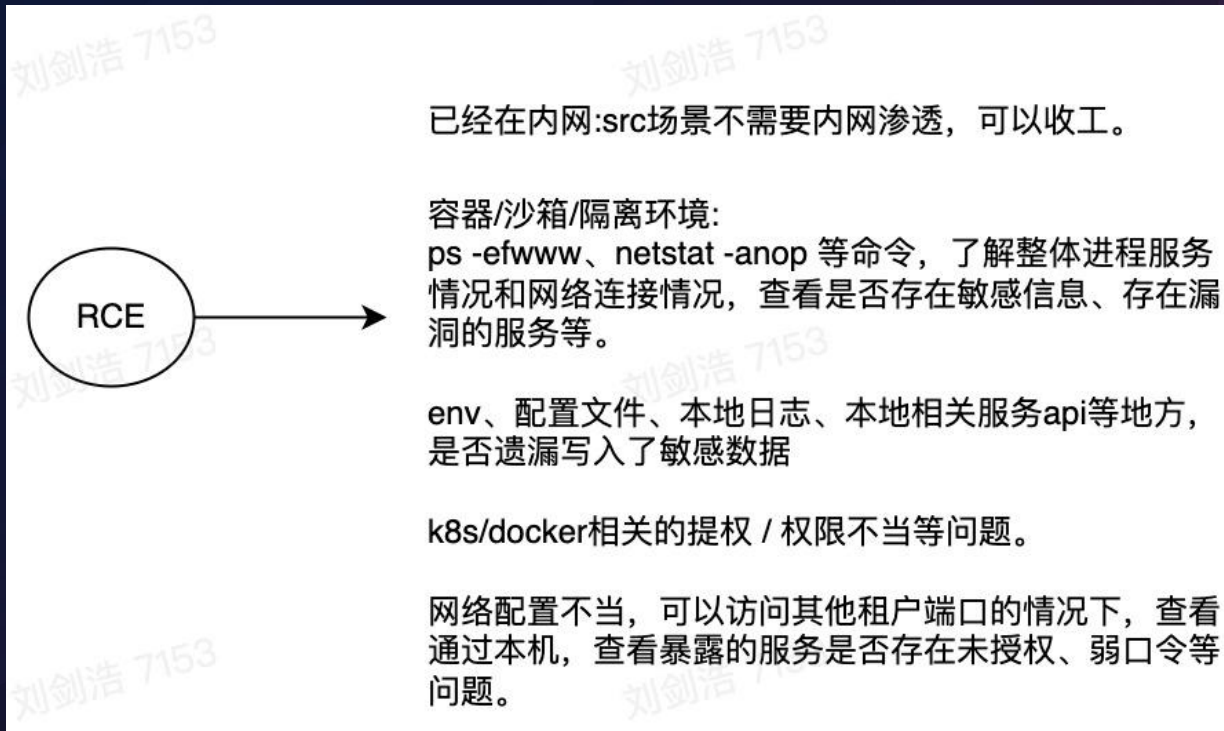 刘剑浩 7153
刘剑浩 7153
已经在内网:src场景不需要内网渗透，可以收工。
容器/沙箱/隔离环境:
ps -efwww、netstat -anop 等命令，了解整体进程服务
情况和网络连接情况，查看是否存在敏感信息、存在漏
洞的服务等。
RCE
刘剑浩 7153
刘剑浩 7153
env、配置文件、本地日志、本地相关服务api等地方，
是否遗漏写入了敏感数据
k8s/docker相关的提权 / 权限不当等问题。
网络配置不当，可以访问其他租户端口的情况下，查看
通过本机，查看暴露的服务是否存在未授权、弱口令等
问题。
刘剑浩 7153
刘剑浩 7153